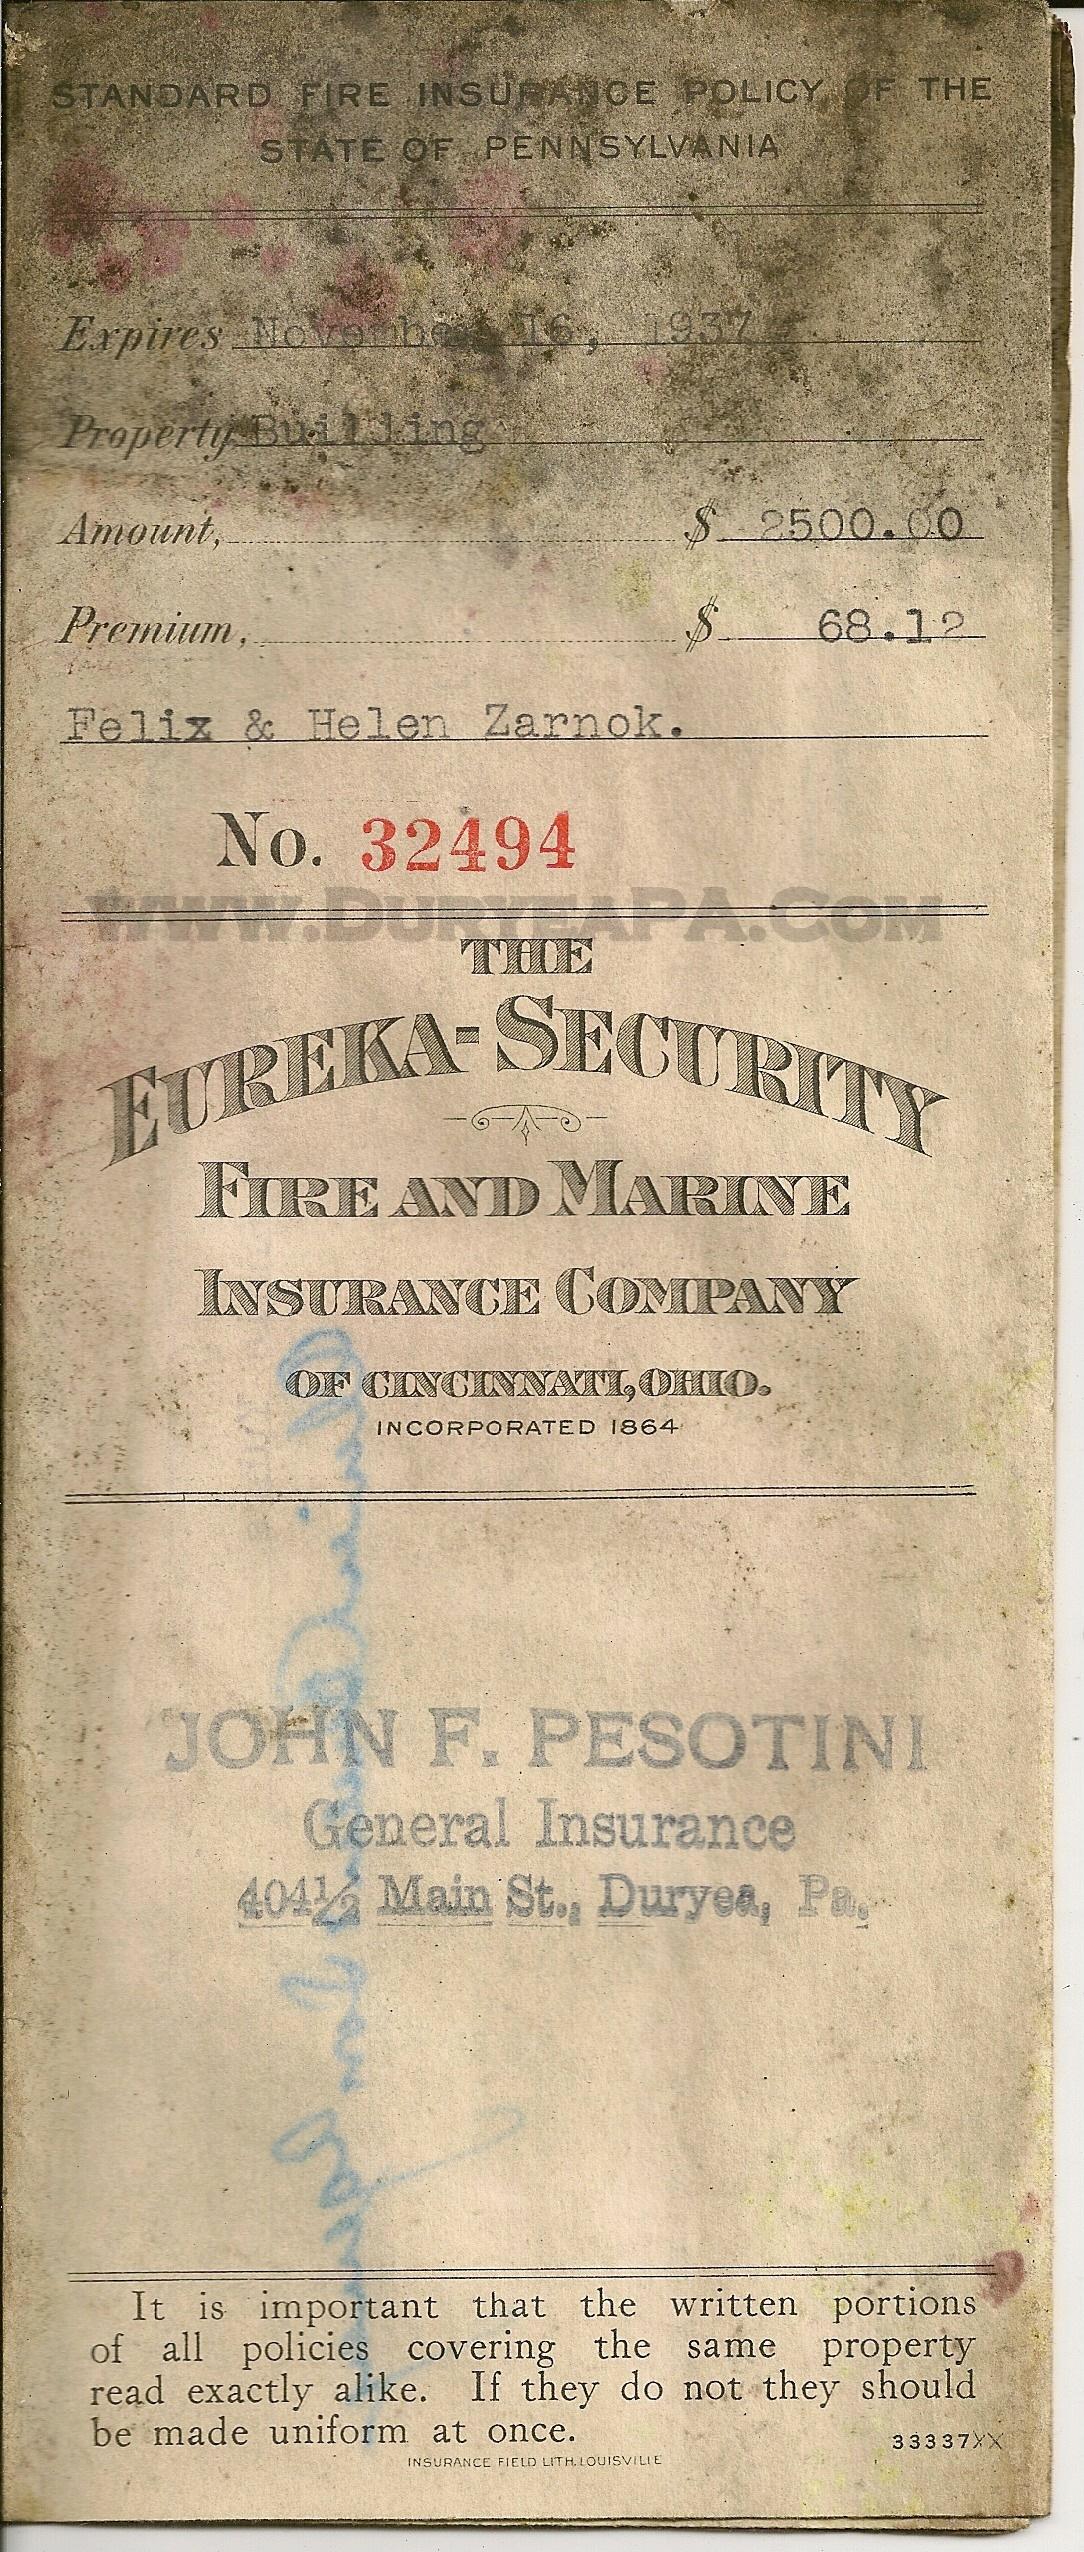 STANDARD FIRE INSURANCE POLICY OF THE
STATE OF PENNSYLVANIA
Expires November 16, 1937
Property Builling
Amount, $ 2500.00
Premium, $ 68.12
Felix & Helen Zarnok.
No. 32494
WWW.DURYEAPA.COM
THE
EUREKA-SECURITY
FIRE AND MARINE
INSURANCE COMPANY
OF CINCINNATI, OHIO.
INCORPORATED 1864
JOHN F. PESOTINI
General Insurance
404½ Main St., Duryea, Pa.
It is important that the written portions
of all policies covering the same property
read exactly alike. If they do not they should
be made uniform at once.
33337XX
INSURANCE FIELD LITH. LOUISVILLE